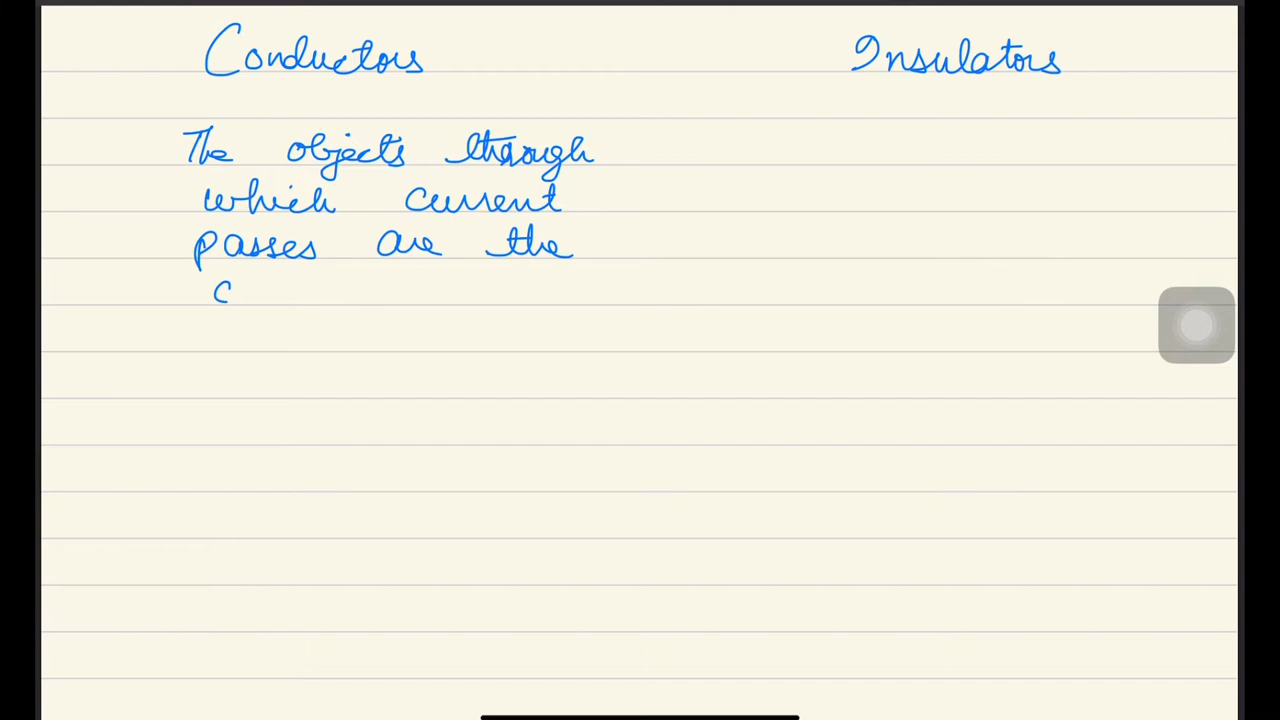 Conductors
Insulators
The objects through
which current
passes are the
c